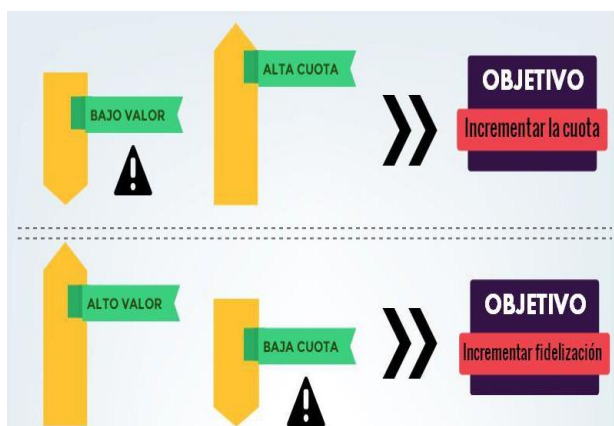 BAJO VALOR
ALTA CUOTA
OBJETIVO
Incrementar la cuota
ALTO VALOR
BAJA CUOTA
OBJETIVO
Incrementar fidelización